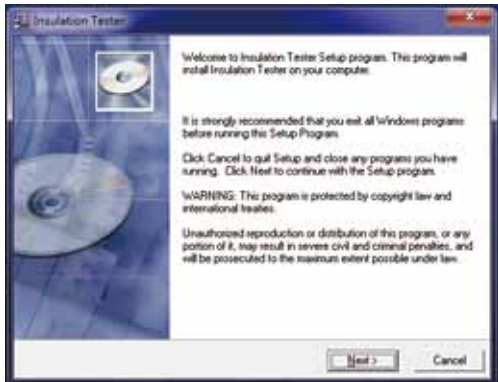 Insulation Tester
Welcome to Insulation Tester Setup program. This program will
install Insulation Tester on your computer.
It is strongly recommended that you exit all Windows programs
before running this Setup Program.
Click Cancel to quit Setup and close any programs you have
running. Click Next to continue with the Setup program.
WARNING: This program is protected by copyright law and
international treaties.
Unauthorized reproduction or distribution of this program, or any
portion of it, may result in severe civil and criminal penalties, and
will be prosecuted to the maximum extent possible under law.
Next >
Cancel